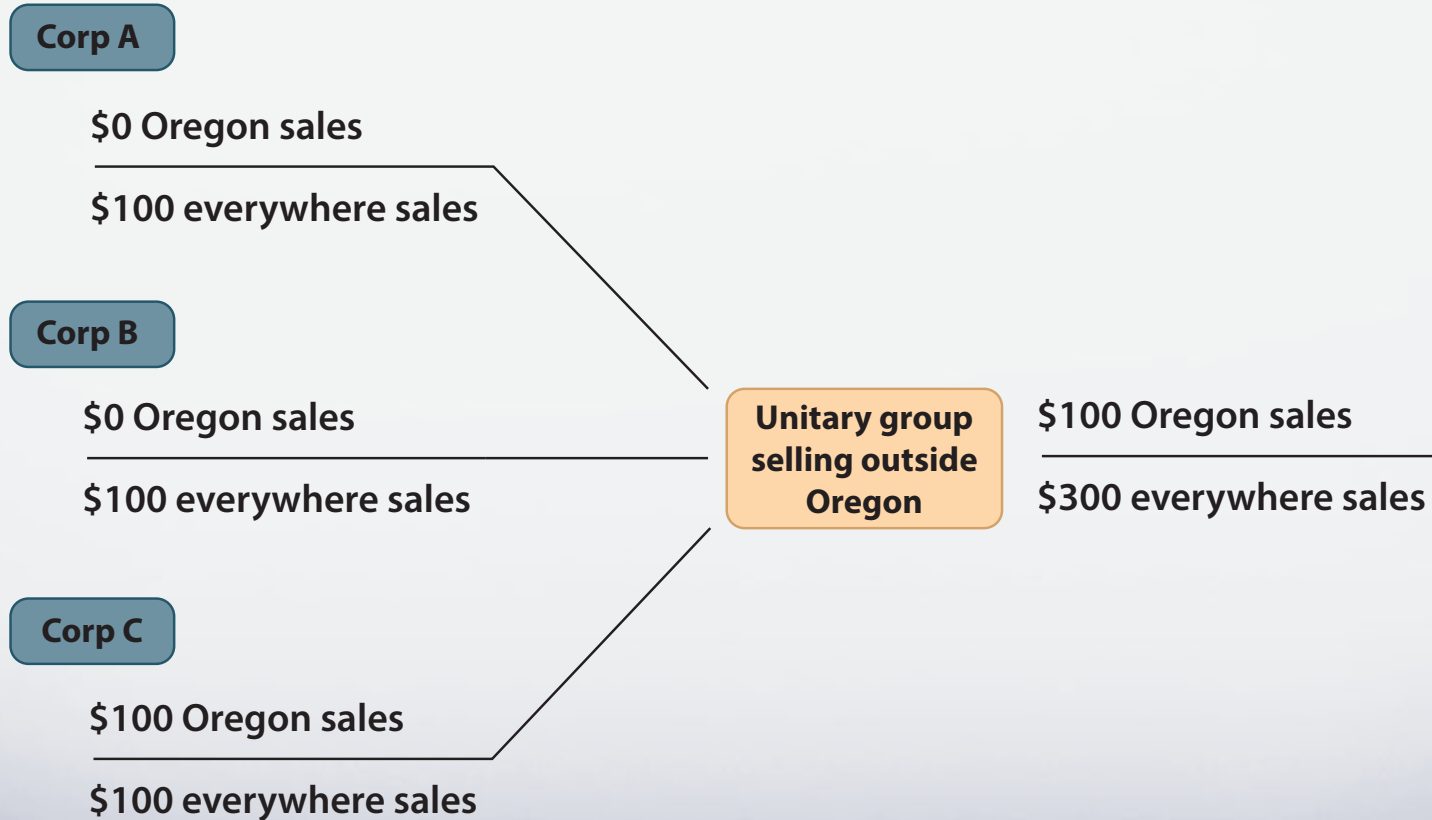 Corp A
$0 Oregon sales
$100 everywhere sales
Corp B
$0 Oregon sales
$100 everywhere sales
Corp C
$100 Oregon sales
$100 everywhere sales
Unitary group
selling outside
Oregon
$100 Oregon sales
$300 everywhere sales